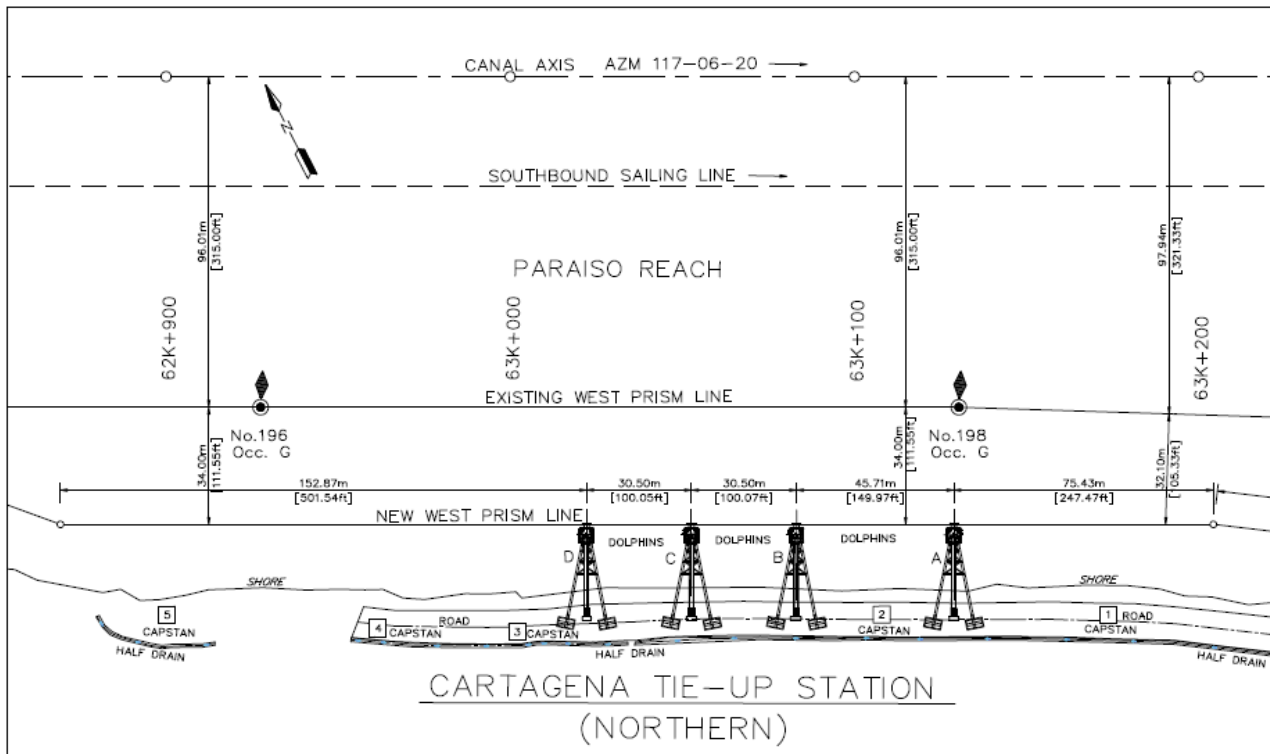 CANAL AXIS AZM 117-06-20
N
SOUTHBOUND SAILING LINE
96.01m
[315.00ft]
96.01m
[315.00ft]
97.94m
[321.33ft]
PARAISO REACH
62K+900
63K+000
63K+100
63K+200
EXISTING WEST PRISM LINE
No.196
Occ. G
No.198
Occ. G
34.00m
[111.55ft]
34.00m
[111.55ft]
32.10m
[105.33ft]
152.87m
[501.54ft]
30.50m
[100.05ft]
30.50m
[100.07ft]
45.71m
[149.97ft]
75.43m
[247.47ft]
NEW WEST PRISM LINE
D
DOLPHINS
C
DOLPHINS
B
DOLPHINS
A
SHORE
SHORE
5
CAPSTAN
HALF DRAIN
ROAD
4
CAPSTAN
3
CAPSTAN
HALF DRAIN
2
CAPSTAN
1
ROAD
CAPSTAN
HALF DRAIN
CARTAGENA TIE-UP STATION
(NORTHERN)